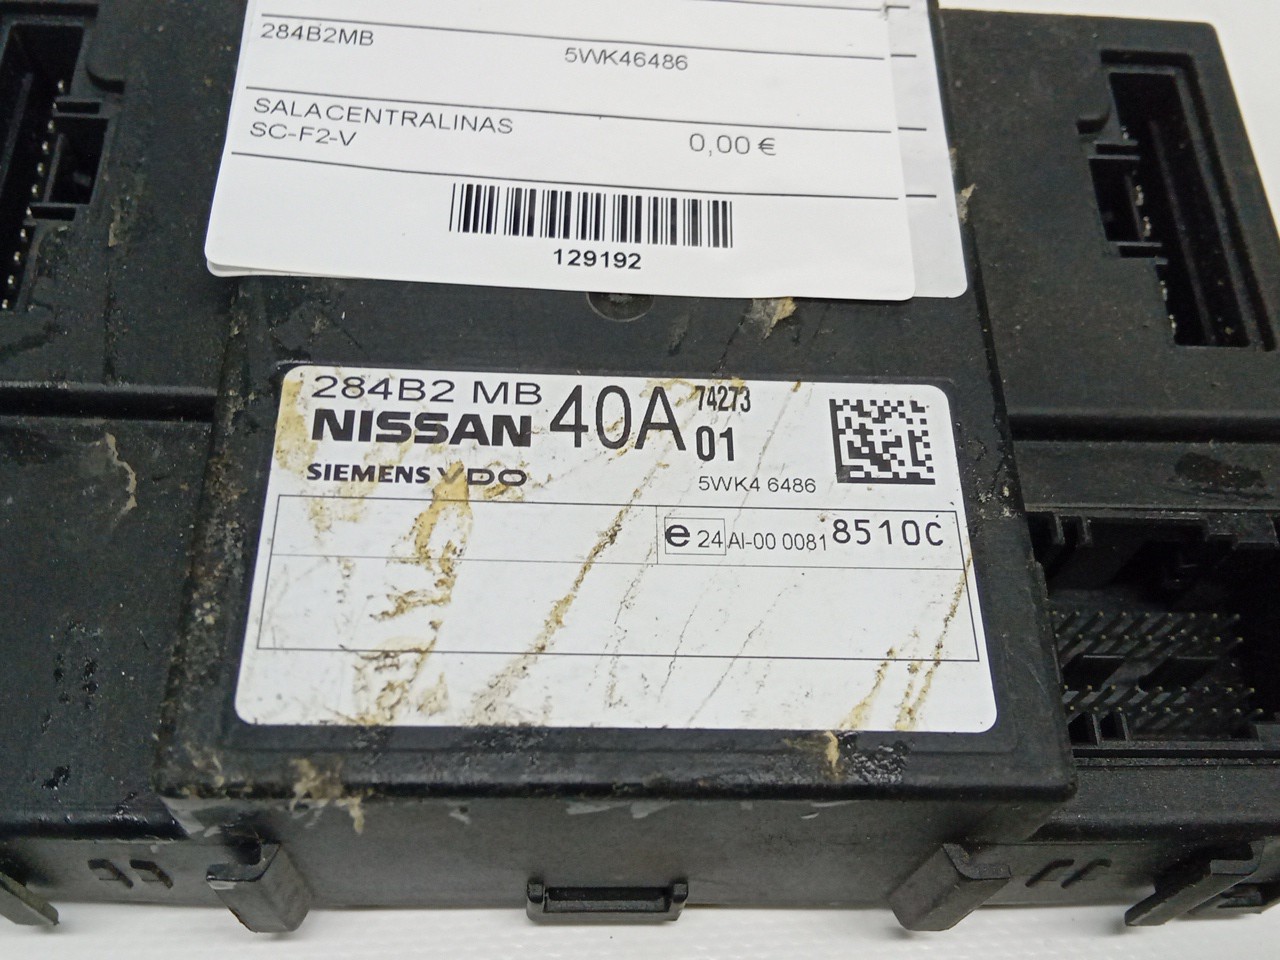 284B2MB 5WK46486
SALACENTRALINAS
SC-F2-V 0,00 €
129192
284B2 MB 40A 74273
NISSAN 01
SIEMENS VDO 5WK4 6486
e 24 AI-00 0081 8510C